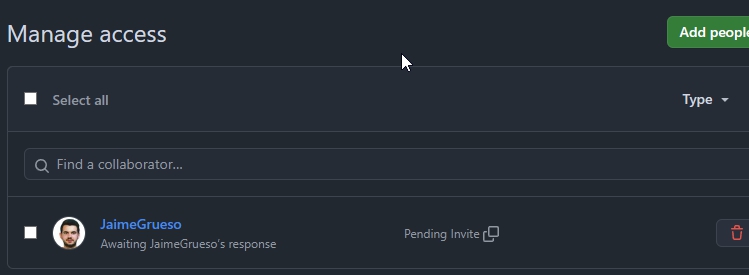 Manage access
Add people
Select all
Type
Find a collaborator...
JaimeGrueso
Pending Invite
Awaiting JaimeGrueso's response